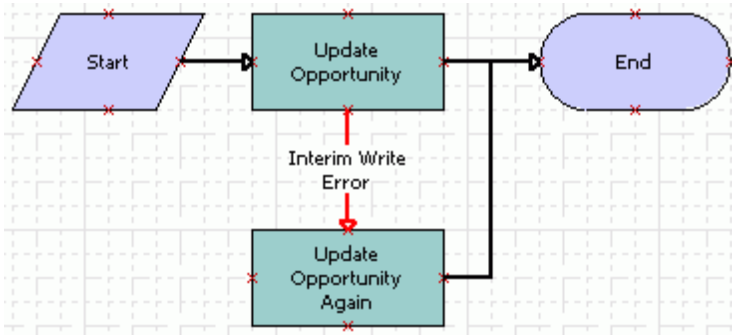 Start
Update
Opportunity
End
Interim Write
Error
Update
Opportunity
Again